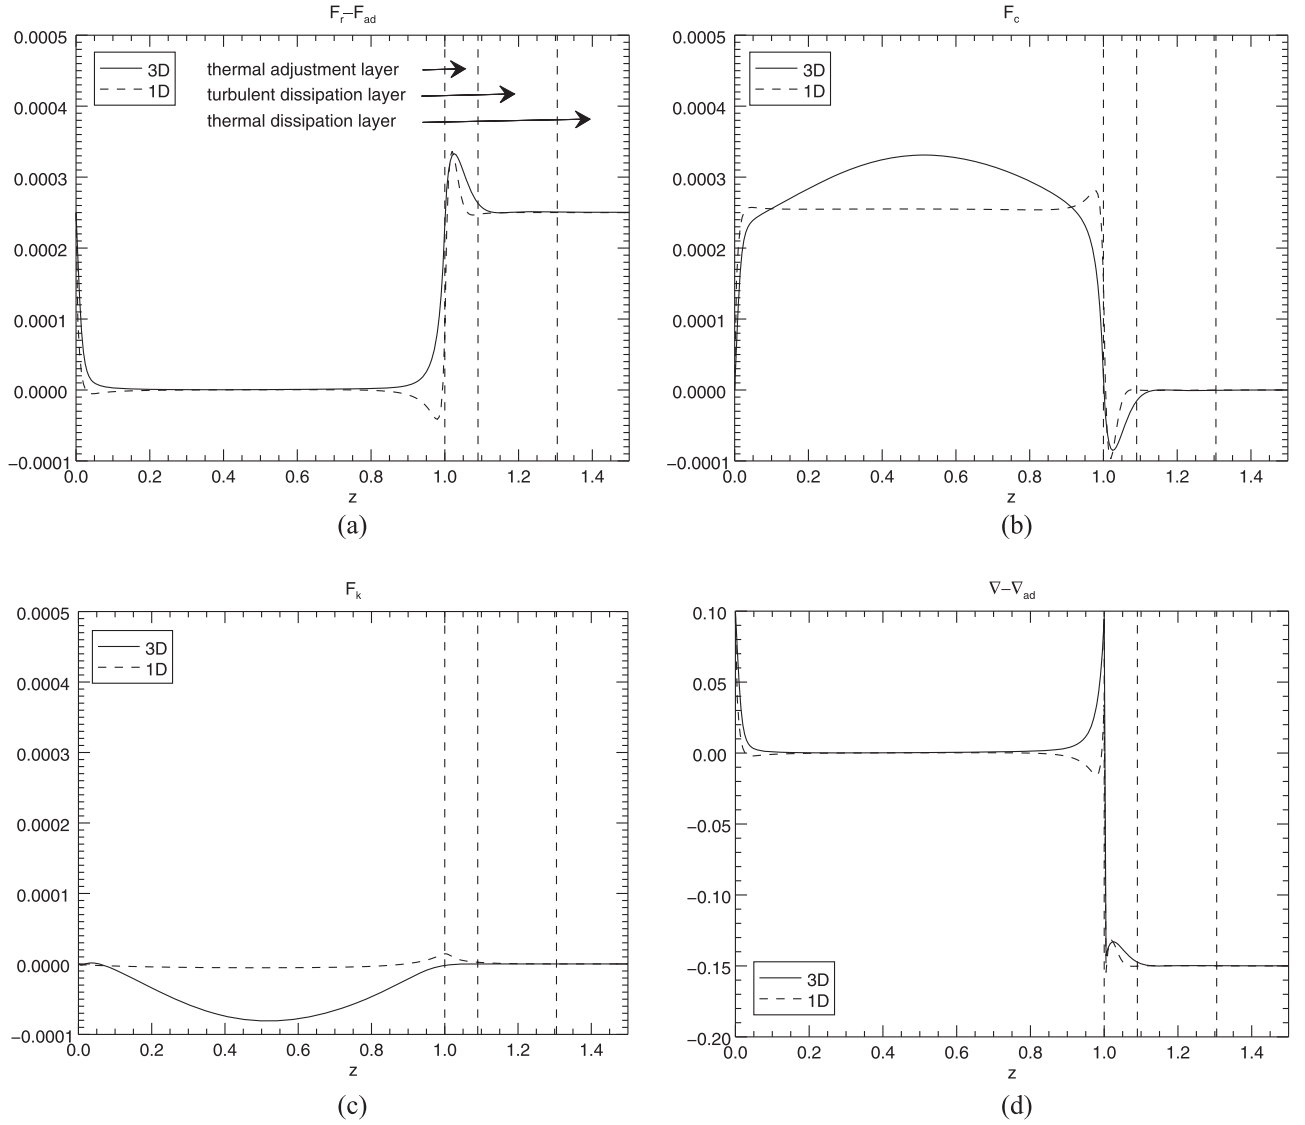 Fr–Fad
0.0005
0.0004
0.0003
0.0002
0.0001
0.0000
−0.0001
3D
1D
thermal adjustment layer
turbulent dissipation layer
thermal dissipation layer
0.0 0.2 0.4 0.6 0.8 1.0 1.2 1.4
z
(a)
Fc
0.0005
0.0004
0.0003
0.0002
0.0001
0.0000
−0.0001
3D
1D
0.0 0.2 0.4 0.6 0.8 1.0 1.2 1.4
z
(b)
Fk
0.0005
0.0004
0.0003
0.0002
0.0001
0.0000
−0.0001
3D
1D
0.0 0.2 0.4 0.6 0.8 1.0 1.2 1.4
z
(c)
∇–∇ad
0.10
0.05
0.00
−0.05
−0.10
−0.15
−0.20
3D
1D
0.0 0.2 0.4 0.6 0.8 1.0 1.2 1.4
z
(d)